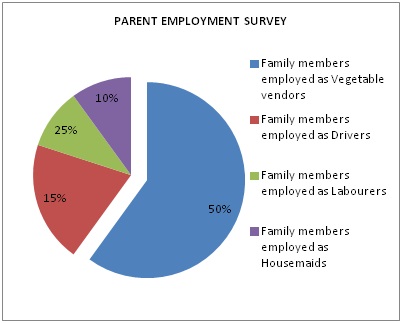 PARENT EMPLOYMENT SURVEY
10%
25%
15%
50%
Family members
employed as Vegetable
vendors
Family members
employed as Drivers
Family members
employed as Labourers
Family members
employed as
Housemaids